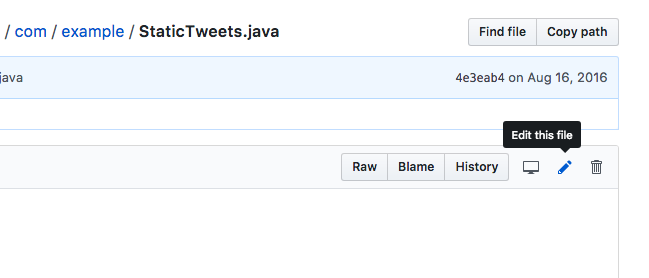 / com / example / StaticTweets.java
Find file
Copy path
java
4e3eab4 on Aug 16, 2016
Edit this file
Raw
Blame
History